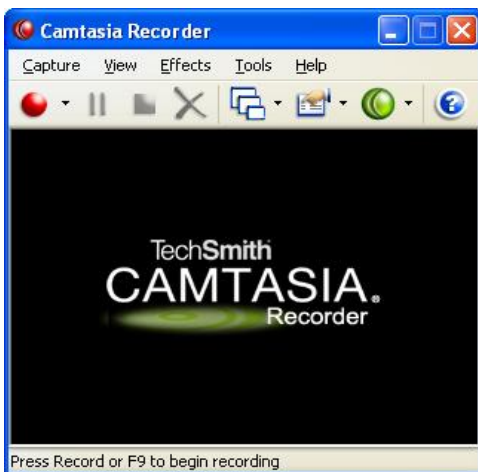 Camtasia Recorder
Capture View Effects Tools Help
TechSmith
CAMTASIA®
Recorder
Press Record or F9 to begin recording